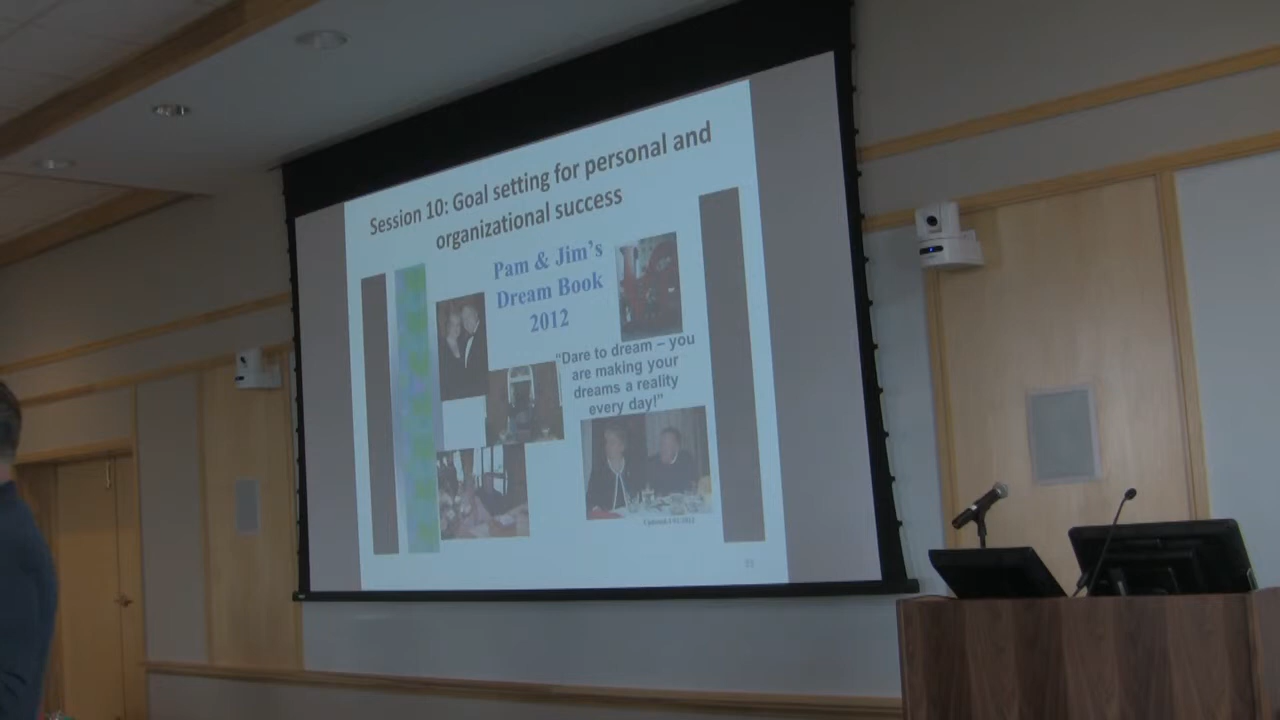 Session 10: Goal setting for personal and
organizational success
Pam & Jim's
Dream Book
2012
"Dare to dream – you
are making your
dreams a reality
every day!"